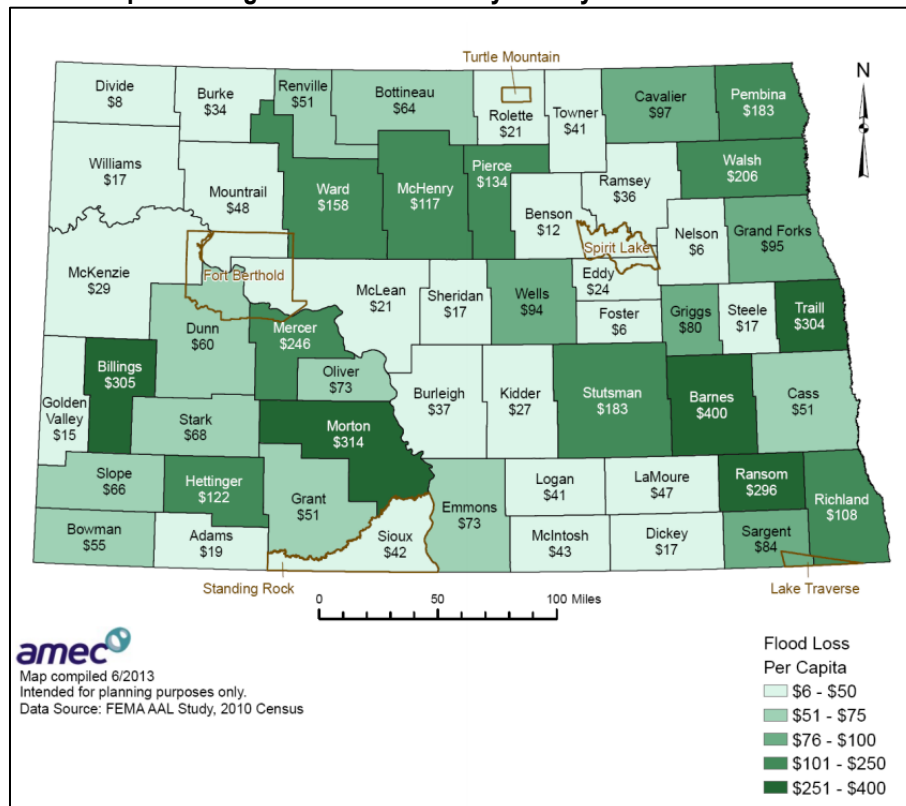 Turtle Mountain
N
Divide
$8
Burke
$34
Renville
$51
Bottineau
$64
Rolette
$21
Towner
$41
Cavalier
$97
Pembina
$183
Williams
$17
Mountrail
$48
Ward
$158
McHenry
$117
Pierce
$134
Benson
$12
Ramsey
$36
Walsh
$206
Spirit Lake
Nelson
$6
Grand Forks
$95
McKenzie
$29
Fort Berthold
McLean
$21
Sheridan
$17
Wells
$94
Eddy
$24
Foster
$6
Griggs
$80
Steele
$17
Traill
$304
Dunn
$60
Mercer
$246
Oliver
$73
Billings
$305
Golden
Valley
$15
Stark
$68
Morton
$314
Burleigh
$37
Kidder
$27
Stutsman
$183
Barnes
$400
Cass
$51
Slope
$66
Hettinger
$122
Grant
$51
Emmons
$73
Logan
$41
LaMoure
$47
Ransom
$296
Richland
$108
Bowman
$55
Adams
$19
Sioux
$42
McIntosh
$43
Dickey
$17
Sargent
$84
Standing Rock
Lake Traverse
0 50 100 Miles
amec
Map compiled 6/2013
Intended for planning purposes only.
Data Source: FEMA AAL Study, 2010 Census
Flood Loss
Per Capita
$6 - $50
$51 - $75
$76 - $100
$101 - $250
$251 - $400